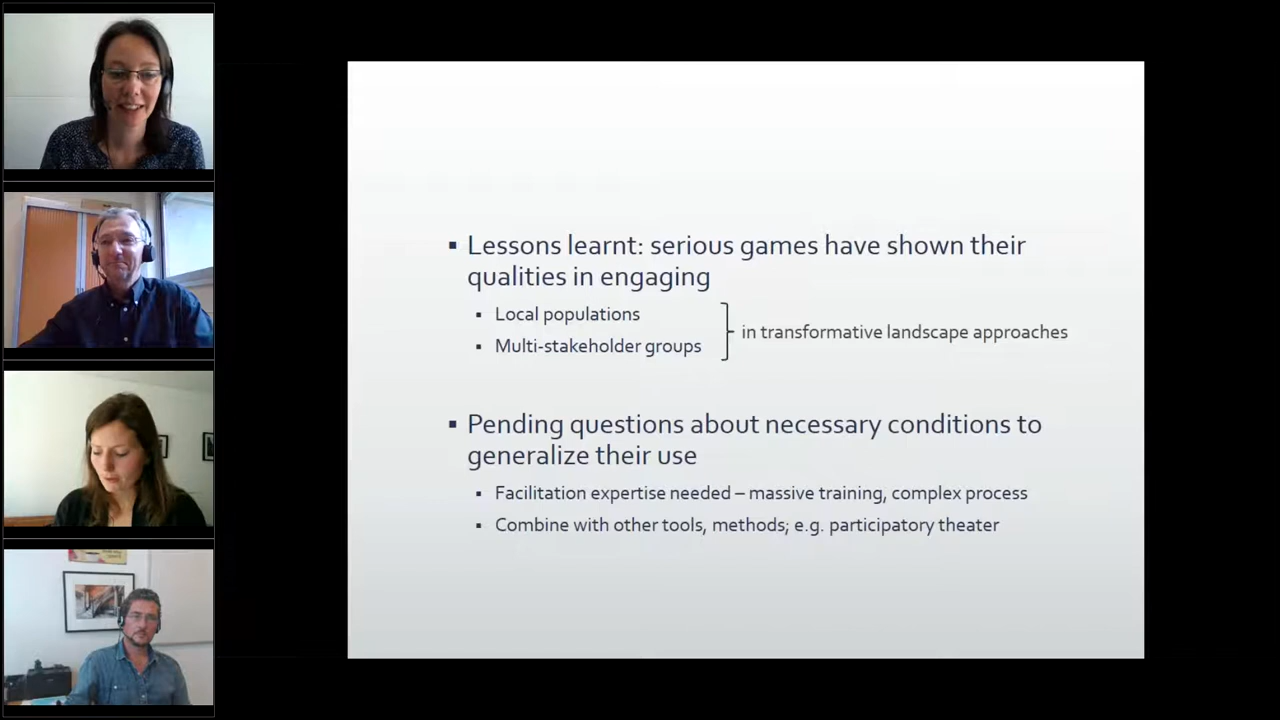 ▪ Lessons learnt: serious games have shown their
qualities in engaging
▪ Local populations
▪ Multi-stakeholder groups
in transformative landscape approaches
▪ Pending questions about necessary conditions to
generalize their use
▪ Facilitation expertise needed – massive training, complex process
▪ Combine with other tools, methods; e.g. participatory theater